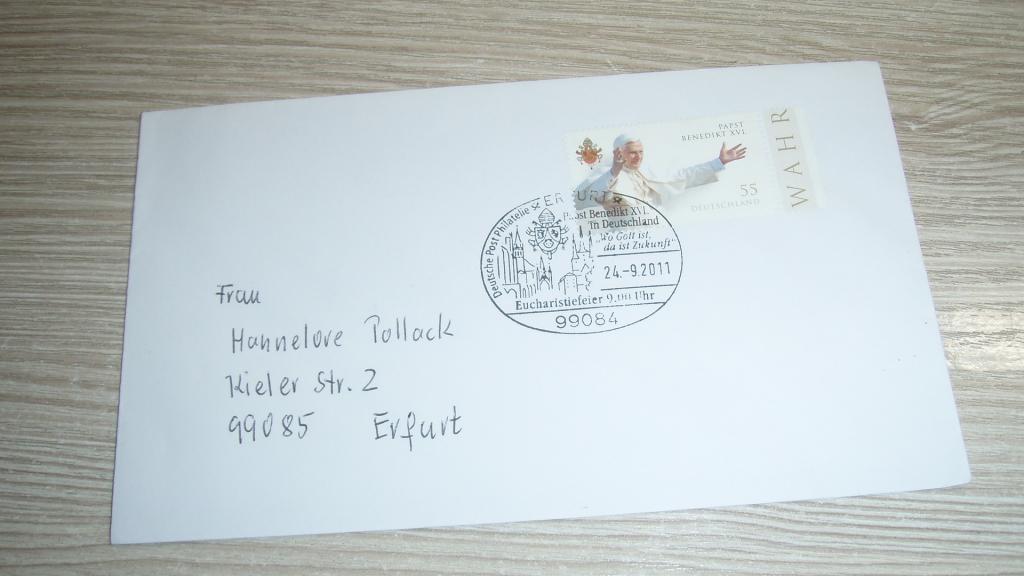 PAPST
BENEDIKT XVI.
55
DEUTSCHLAND
WAHR
Deutsche Post Philatelie
ERFURT
Papst Benedikt XVI.
in Deutschland
„Wo Gott ist,
da ist Zukunft“
24.-9.2011
Eucharistiefeier 9.00 Uhr
99084
Frau
Hannelore Pollack
Kieler Str. 2
99085 Erfurt